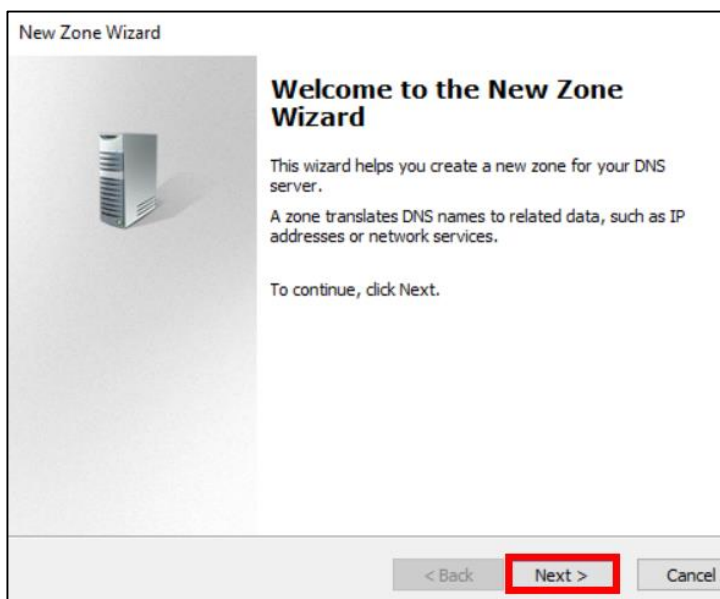 New Zone Wizard
Welcome to the New Zone
Wizard
This wizard helps you create a new zone for your DNS
server.
A zone translates DNS names to related data, such as IP
addresses or network services.
To continue, click Next.
< Back Next > Cancel